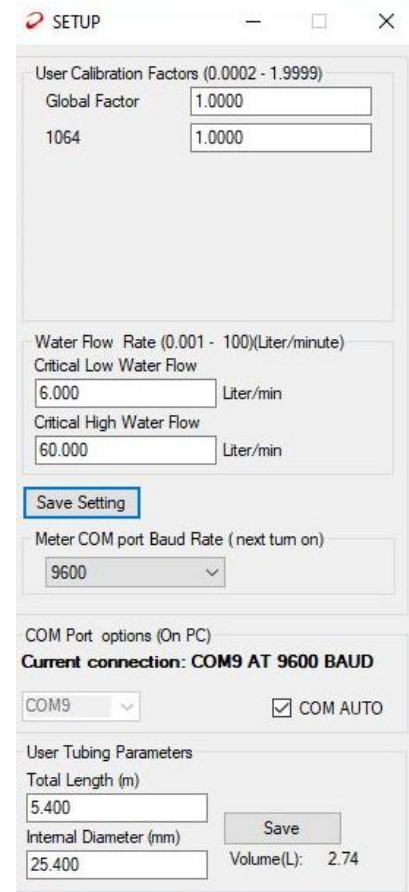 SETUP
User Calibration Factors (0.0002 - 1.9999)
Global Factor 1.0000
1064 1.0000
Water Flow Rate (0.001 - 100)(Liter/minute)
Critical Low Water Flow
6.000 Liter/min
Critical High Water Flow
60.000 Liter/min
Save Setting
Meter COM port Baud Rate ( next turn on)
9600
COM Port options (On PC)
Current connection: COM9 AT 9600 BAUD
COM9 COM AUTO
User Tubing Parameters
Total Length (m)
5.400
Save
Internal Diameter (mm)
25.400 Volume(L): 2.74